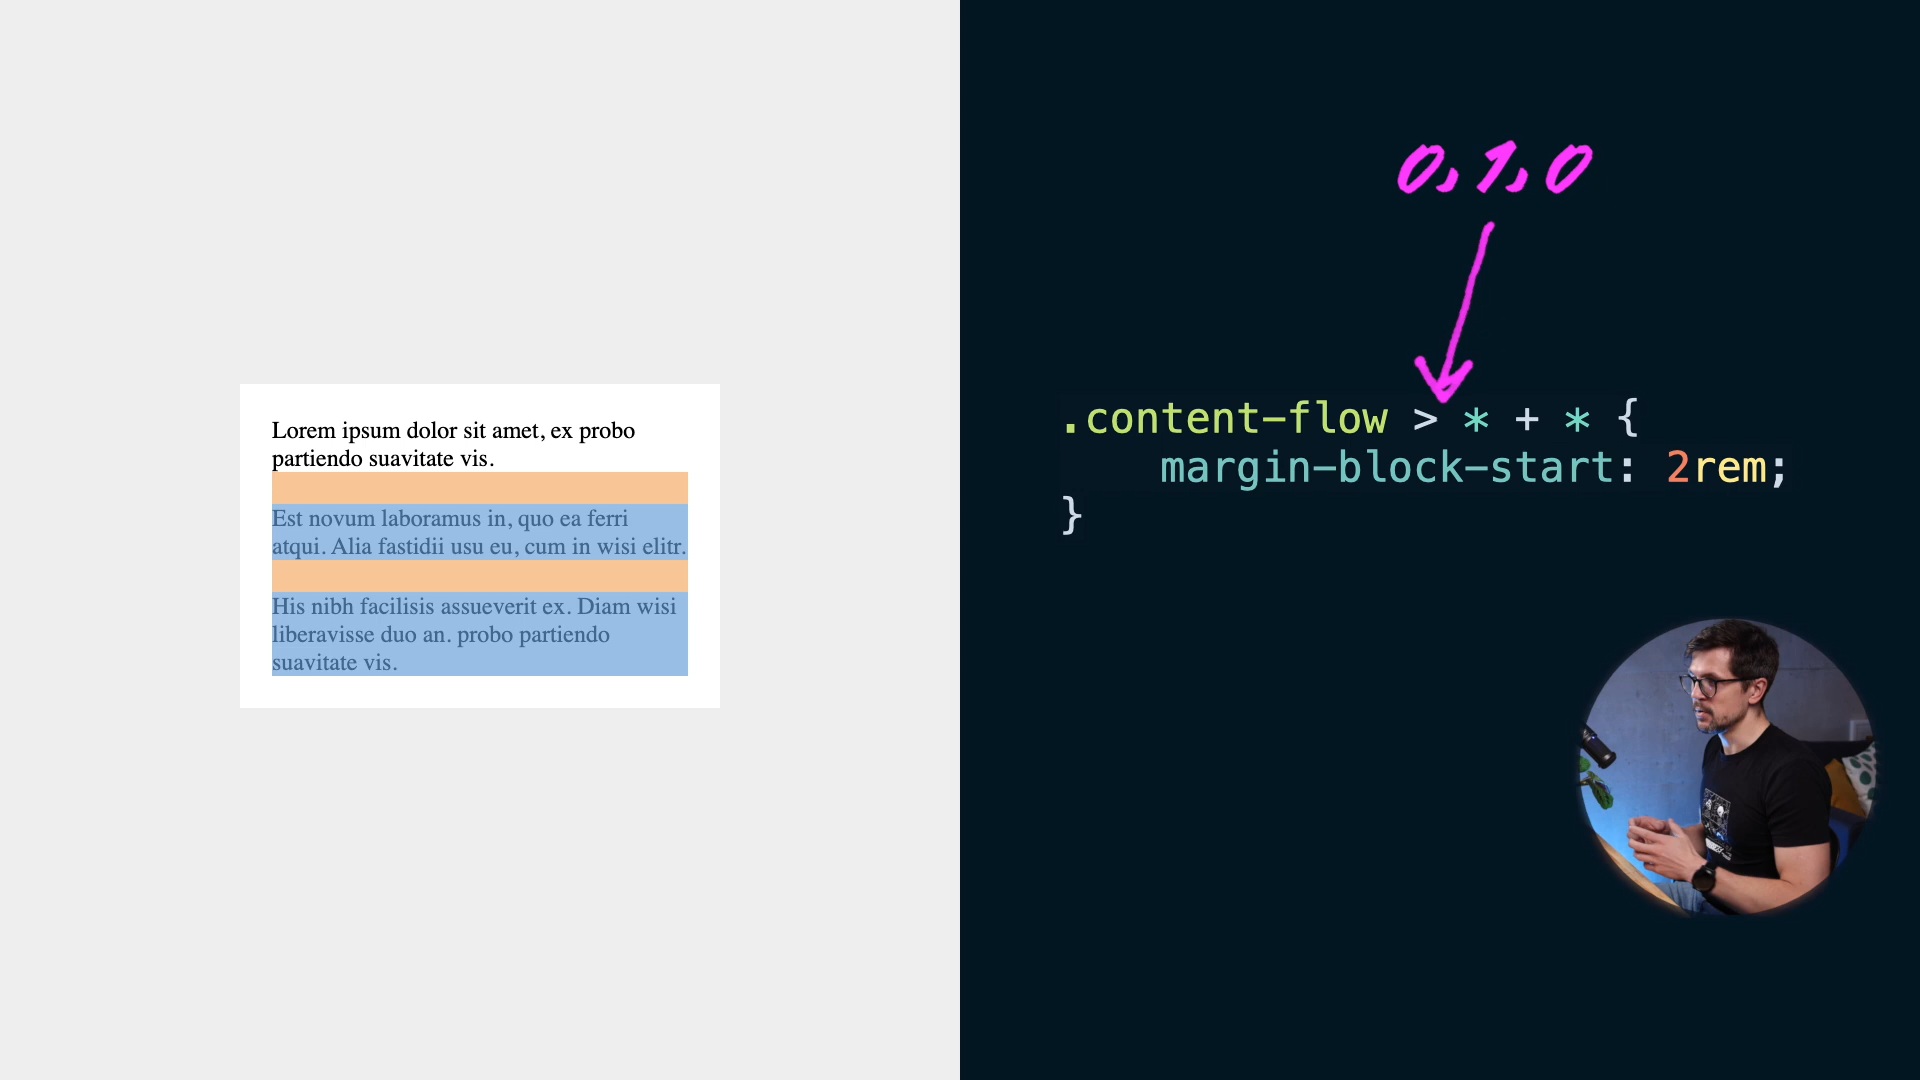 Lorem ipsum dolor sit amet, ex probo
partiendo suavitate vis.
Est novum laboramus in, quo ea ferri
atqui. Alia fastidii usu eu, cum in wisi elitr.
His nibh facilisis assueverit ex. Diam wisi
liberavisse duo an. probo partiendo
suavitate vis.
0,1,0
.content-flow > * + * {
margin-block-start: 2rem;
}